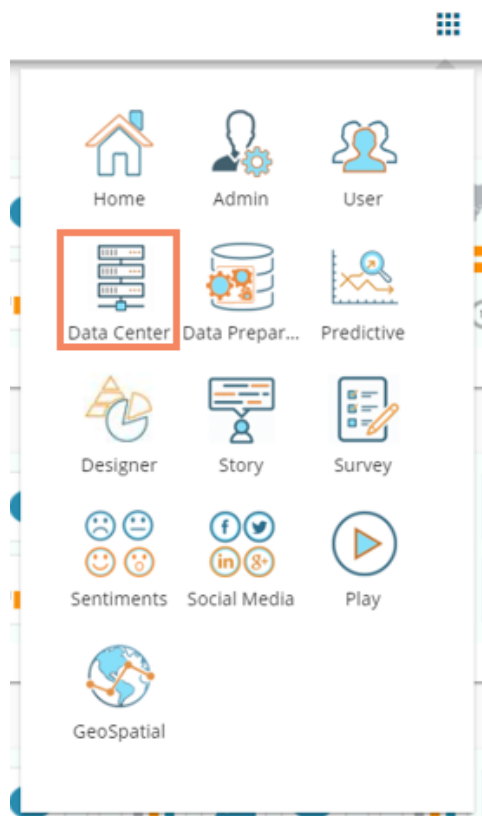 Home Admin User
Data Center Data Prepar... Predictive
Designer Story Survey
Sentiments Social Media Play
GeoSpatial